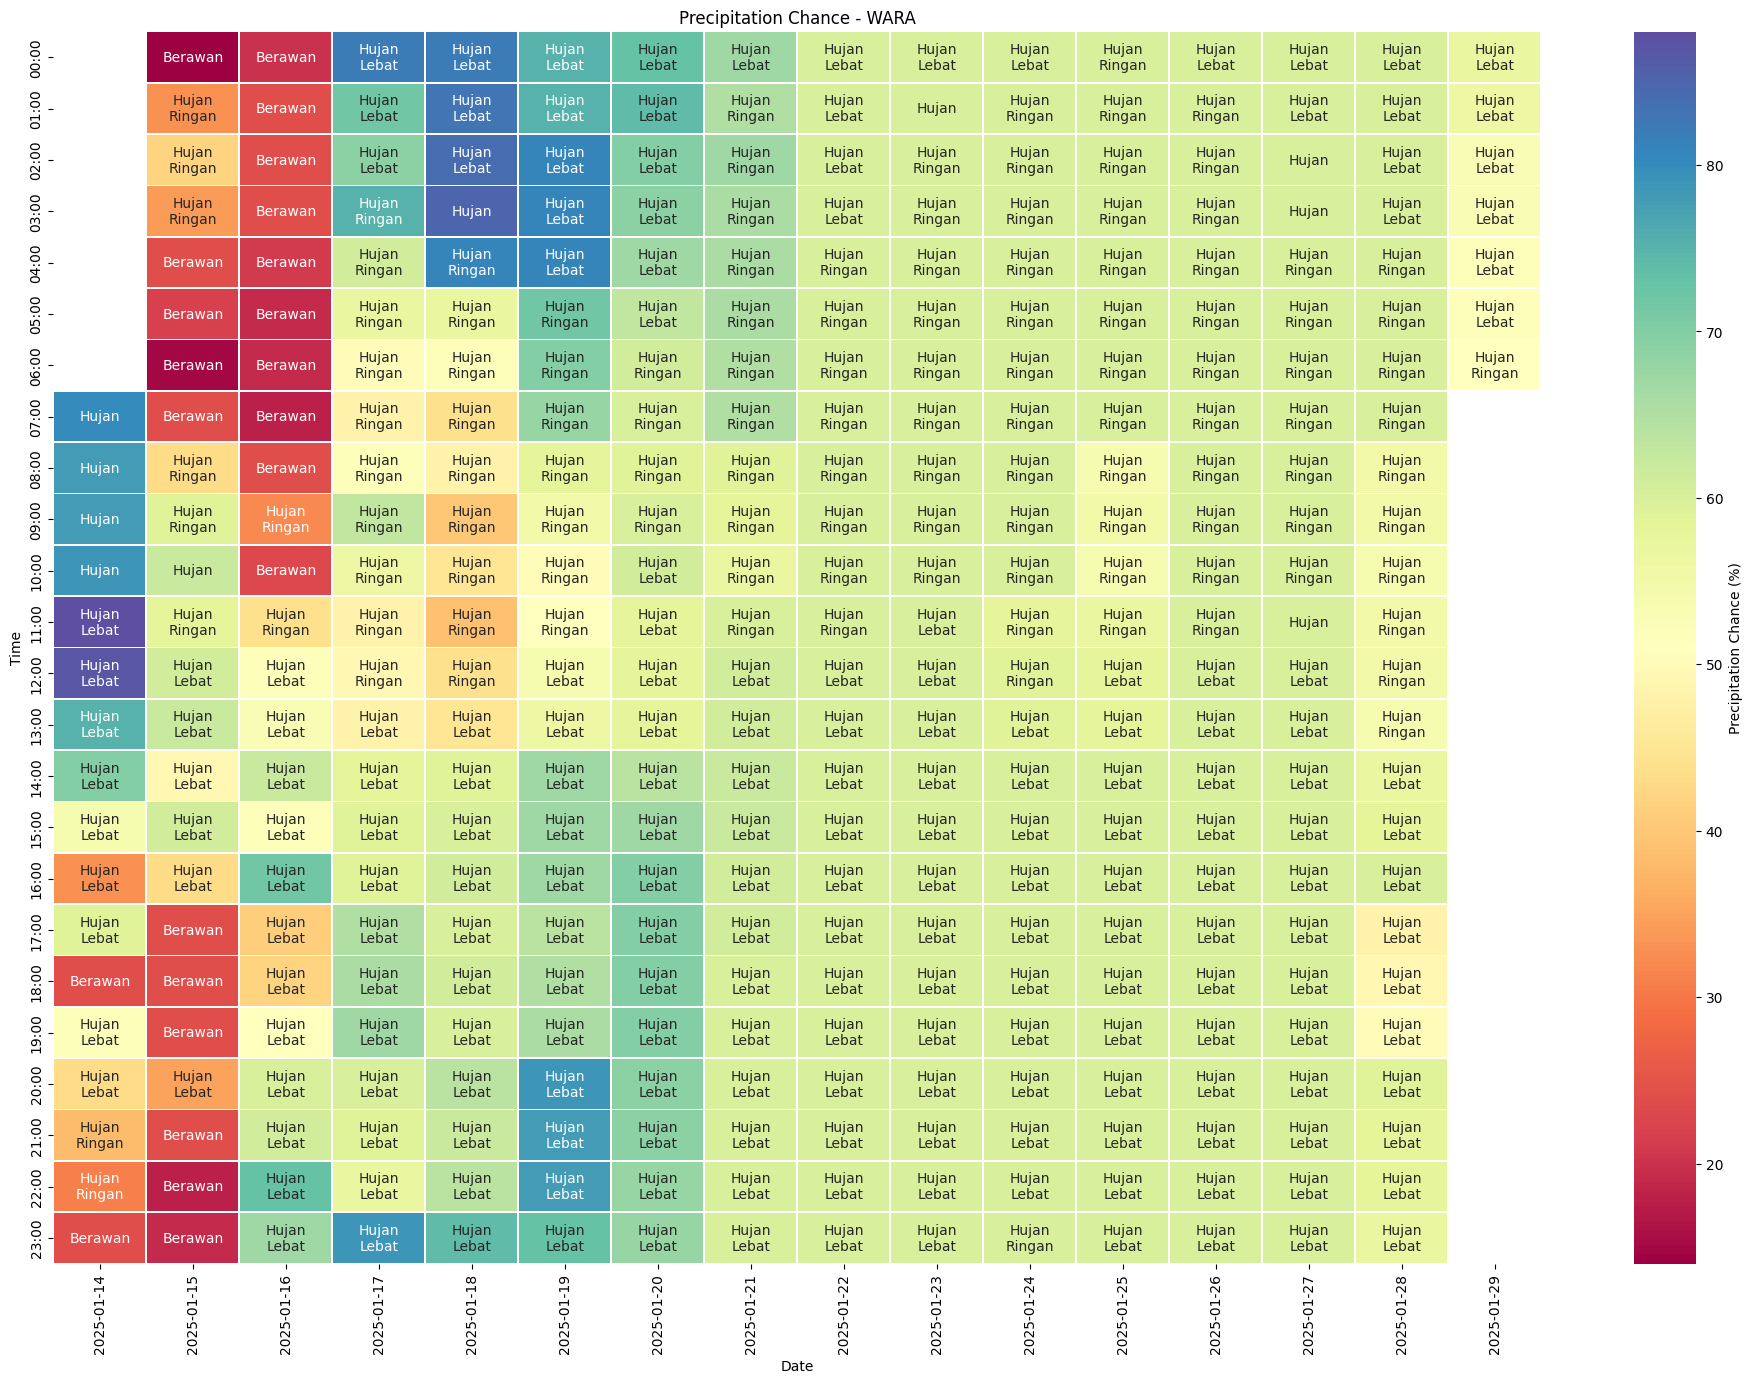 Precipitation Chance - WARA
00:00 Berawan Berawan Hujan Lebat Hujan Lebat Hujan Lebat Hujan Lebat Hujan Lebat Hujan Lebat Hujan Lebat Hujan Lebat Hujan Ringan Hujan Lebat Hujan Lebat Hujan Lebat Hujan Lebat
01:00 Hujan Ringan Berawan Hujan Lebat Hujan Lebat Hujan Lebat Hujan Lebat Hujan Ringan Hujan Lebat Hujan Hujan Ringan Hujan Ringan Hujan Ringan Hujan Lebat Hujan Lebat Hujan Lebat
02:00 Hujan Ringan Berawan Hujan Lebat Hujan Lebat Hujan Lebat Hujan Lebat Hujan Ringan Hujan Lebat Hujan Ringan Hujan Ringan Hujan Ringan Hujan Ringan Hujan Hujan Lebat Hujan Lebat
03:00 Hujan Ringan Berawan Hujan Ringan Hujan Hujan Lebat Hujan Lebat Hujan Ringan Hujan Lebat Hujan Ringan Hujan Ringan Hujan Ringan Hujan Ringan Hujan Hujan Lebat Hujan Lebat
04:00 Berawan Berawan Hujan Ringan Hujan Ringan Hujan Lebat Hujan Lebat Hujan Ringan Hujan Ringan Hujan Ringan Hujan Ringan Hujan Ringan Hujan Ringan Hujan Ringan Hujan Ringan Hujan Lebat
05:00 Berawan Berawan Hujan Ringan Hujan Ringan Hujan Ringan Hujan Lebat Hujan Ringan Hujan Ringan Hujan Ringan Hujan Ringan Hujan Ringan Hujan Ringan Hujan Ringan Hujan Ringan Hujan Lebat
06:00 Berawan Berawan Hujan Ringan Hujan Ringan Hujan Ringan Hujan Ringan Hujan Ringan Hujan Ringan Hujan Ringan Hujan Ringan Hujan Ringan Hujan Ringan Hujan Ringan Hujan Ringan Hujan Ringan
07:00 Hujan Berawan Berawan Hujan Ringan Hujan Ringan Hujan Ringan Hujan Ringan Hujan Ringan Hujan Ringan Hujan Ringan Hujan Ringan Hujan Ringan Hujan Ringan Hujan Ringan Hujan Ringan
08:00 Hujan Hujan Ringan Berawan Hujan Ringan Hujan Ringan Hujan Ringan Hujan Ringan Hujan Ringan Hujan Ringan Hujan Ringan Hujan Ringan Hujan Ringan Hujan Ringan Hujan Ringan Hujan Ringan
09:00 Hujan Hujan Ringan Hujan Ringan Hujan Ringan Hujan Ringan Hujan Ringan Hujan Ringan Hujan Ringan Hujan Ringan Hujan Ringan Hujan Ringan Hujan Ringan Hujan Ringan Hujan Ringan Hujan Ringan
10:00 Hujan Hujan Berawan Hujan Ringan Hujan Ringan Hujan Ringan Hujan Lebat Hujan Ringan Hujan Ringan Hujan Ringan Hujan Ringan Hujan Ringan Hujan Ringan Hujan Ringan Hujan Ringan
11:00 Hujan Lebat Hujan Ringan Hujan Ringan Hujan Ringan Hujan Ringan Hujan Ringan Hujan Lebat Hujan Ringan Hujan Ringan Hujan Lebat Hujan Ringan Hujan Ringan Hujan Ringan Hujan Hujan Ringan
12:00 Hujan Lebat Hujan Lebat Hujan Lebat Hujan Ringan Hujan Ringan Hujan Lebat Hujan Lebat Hujan Lebat Hujan Lebat Hujan Lebat Hujan Ringan Hujan Lebat Hujan Lebat Hujan Lebat Hujan Ringan
13:00 Hujan Lebat Hujan Lebat Hujan Lebat Hujan Lebat Hujan Lebat Hujan Lebat Hujan Lebat Hujan Lebat Hujan Lebat Hujan Lebat Hujan Lebat Hujan Lebat Hujan Lebat Hujan Lebat Hujan Ringan
14:00 Hujan Lebat Hujan Lebat Hujan Lebat Hujan Lebat Hujan Lebat Hujan Lebat Hujan Lebat Hujan Lebat Hujan Lebat Hujan Lebat Hujan Lebat Hujan Lebat Hujan Lebat Hujan Lebat Hujan Lebat
15:00 Hujan Lebat Hujan Lebat Hujan Lebat Hujan Lebat Hujan Lebat Hujan Lebat Hujan Lebat Hujan Lebat Hujan Lebat Hujan Lebat Hujan Lebat Hujan Lebat Hujan Lebat Hujan Lebat Hujan Lebat
16:00 Hujan Lebat Hujan Lebat Hujan Lebat Hujan Lebat Hujan Lebat Hujan Lebat Hujan Lebat Hujan Lebat Hujan Lebat Hujan Lebat Hujan Lebat Hujan Lebat Hujan Lebat Hujan Lebat Hujan Lebat
17:00 Hujan Lebat Berawan Hujan Lebat Hujan Lebat Hujan Lebat Hujan Lebat Hujan Lebat Hujan Lebat Hujan Lebat Hujan Lebat Hujan Lebat Hujan Lebat Hujan Lebat Hujan Lebat Hujan Lebat
18:00 Berawan Berawan Hujan Lebat Hujan Lebat Hujan Lebat Hujan Lebat Hujan Lebat Hujan Lebat Hujan Lebat Hujan Lebat Hujan Lebat Hujan Lebat Hujan Lebat Hujan Lebat Hujan Lebat
19:00 Hujan Lebat Berawan Hujan Lebat Hujan Lebat Hujan Lebat Hujan Lebat Hujan Lebat Hujan Lebat Hujan Lebat Hujan Lebat Hujan Lebat Hujan Lebat Hujan Lebat Hujan Lebat Hujan Lebat
20:00 Hujan Lebat Hujan Lebat Hujan Lebat Hujan Lebat Hujan Lebat Hujan Lebat Hujan Lebat Hujan Lebat Hujan Lebat Hujan Lebat Hujan Lebat Hujan Lebat Hujan Lebat Hujan Lebat Hujan Lebat
21:00 Hujan Ringan Berawan Hujan Lebat Hujan Lebat Hujan Lebat Hujan Lebat Hujan Lebat Hujan Lebat Hujan Lebat Hujan Lebat Hujan Lebat Hujan Lebat Hujan Lebat Hujan Lebat Hujan Lebat
22:00 Hujan Ringan Berawan Hujan Lebat Hujan Lebat Hujan Lebat Hujan Lebat Hujan Lebat Hujan Lebat Hujan Lebat Hujan Lebat Hujan Lebat Hujan Lebat Hujan Lebat Hujan Lebat Hujan Lebat
23:00 Berawan Berawan Hujan Lebat Hujan Lebat Hujan Lebat Hujan Lebat Hujan Lebat Hujan Lebat Hujan Lebat Hujan Lebat Hujan Ringan Hujan Lebat Hujan Lebat Hujan Lebat Hujan Lebat
Time
2025-01-14 2025-01-15 2025-01-16 2025-01-17 2025-01-18 2025-01-19 2025-01-20 2025-01-21 2025-01-22 2025-01-23 2025-01-24 2025-01-25 2025-01-26 2025-01-27 2025-01-28 2025-01-29
Date
80
70
60
50
40
30
20
Precipitation Chance (%)